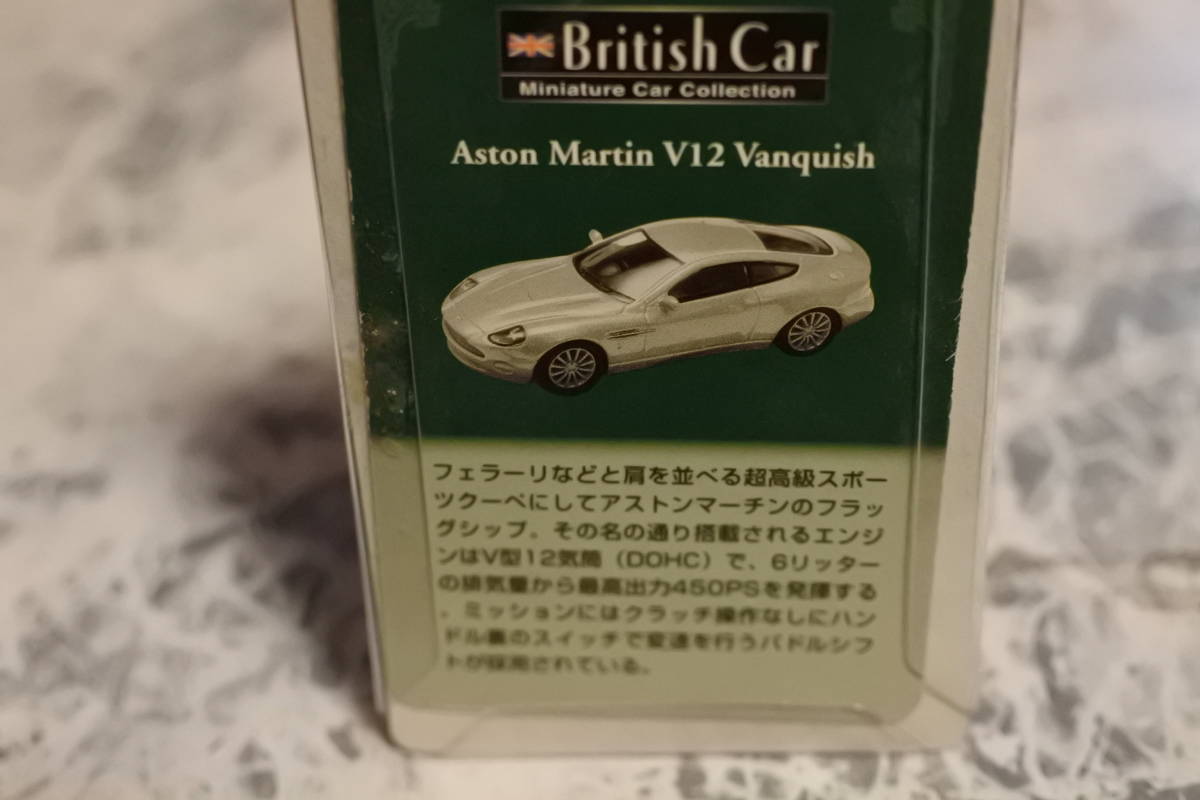 British Car
Miniature Car Collection
Aston Martin V12 Vanquish
フェラーリなどと肩を並べる超高級スポー
ツクーペにしてアストンマーチンのフラッ
グシップ。その名の通り搭載されるエンジ
ンはV型12気筒（DOHC）で、6リッター
の排気量から最高出力450PSを発揮する
。ミッションにはクラッチ操作なしにハン
ドル裏のスイッチで変速を行うパドルシフ
トが採用されている。